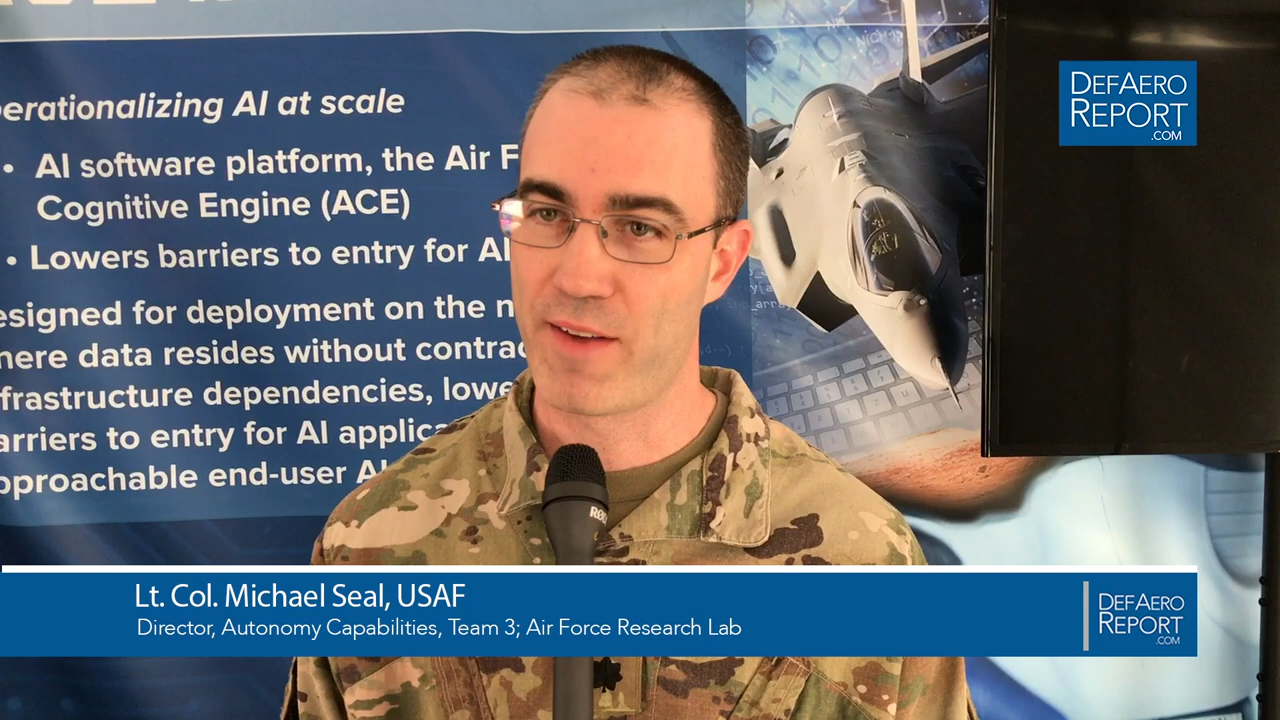 perationalizing AI at scale
• AI software platform, the Air F
Cognitive Engine (ACE)
• Lowers barriers to entry for AI
esigned for deployment on the n
here data resides without contrac
frastructure dependencies, lowe
arriers to entry for AI applica
pproachable end-user AI
DEFAERO
REPORT
.COM
RØDE
Lt. Col. Michael Seal, USAF
Director, Autonomy Capabilities, Team 3; Air Force Research Lab
DEFAERO
REPORT
.COM